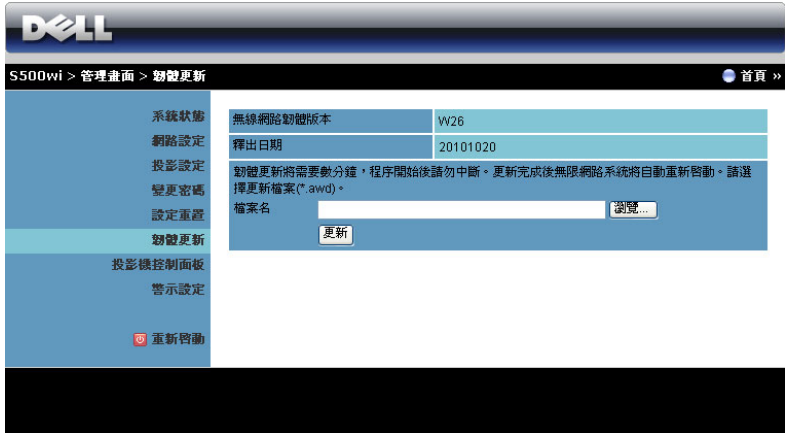 DELL
S500wi > 管理畫面 > 韌體更新
首頁 »
系統狀態
網路設定
投影設定
變更密碼
設定重置
韌體更新
投影機控制面板
警示設定
重新啓動
無線網路韌體版本 W26
釋出日期 20101020
韌體更新將需要數分鐘，程序開始後請勿中斷。更新完成後無限網路系統將自動重新啓動。請選
擇更新檔案(*.awd)。
檔案名 瀏覽...
更新